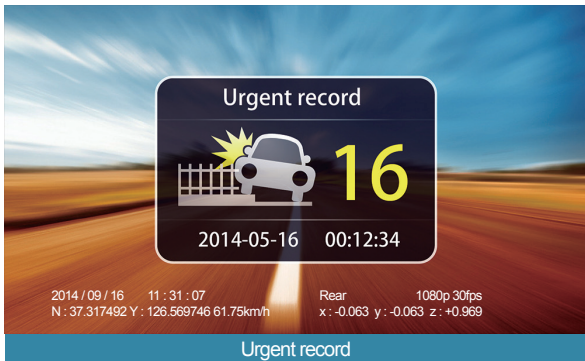 Urgent record
16
2014-05-16 00:12:34
2014 / 09 / 16 11 : 31 : 07 Rear 1080p 30fps
N : 37.317492 Y : 126.569746 61.75km/h x : -0.063 y : -0.063 z : +0.969
Urgent record